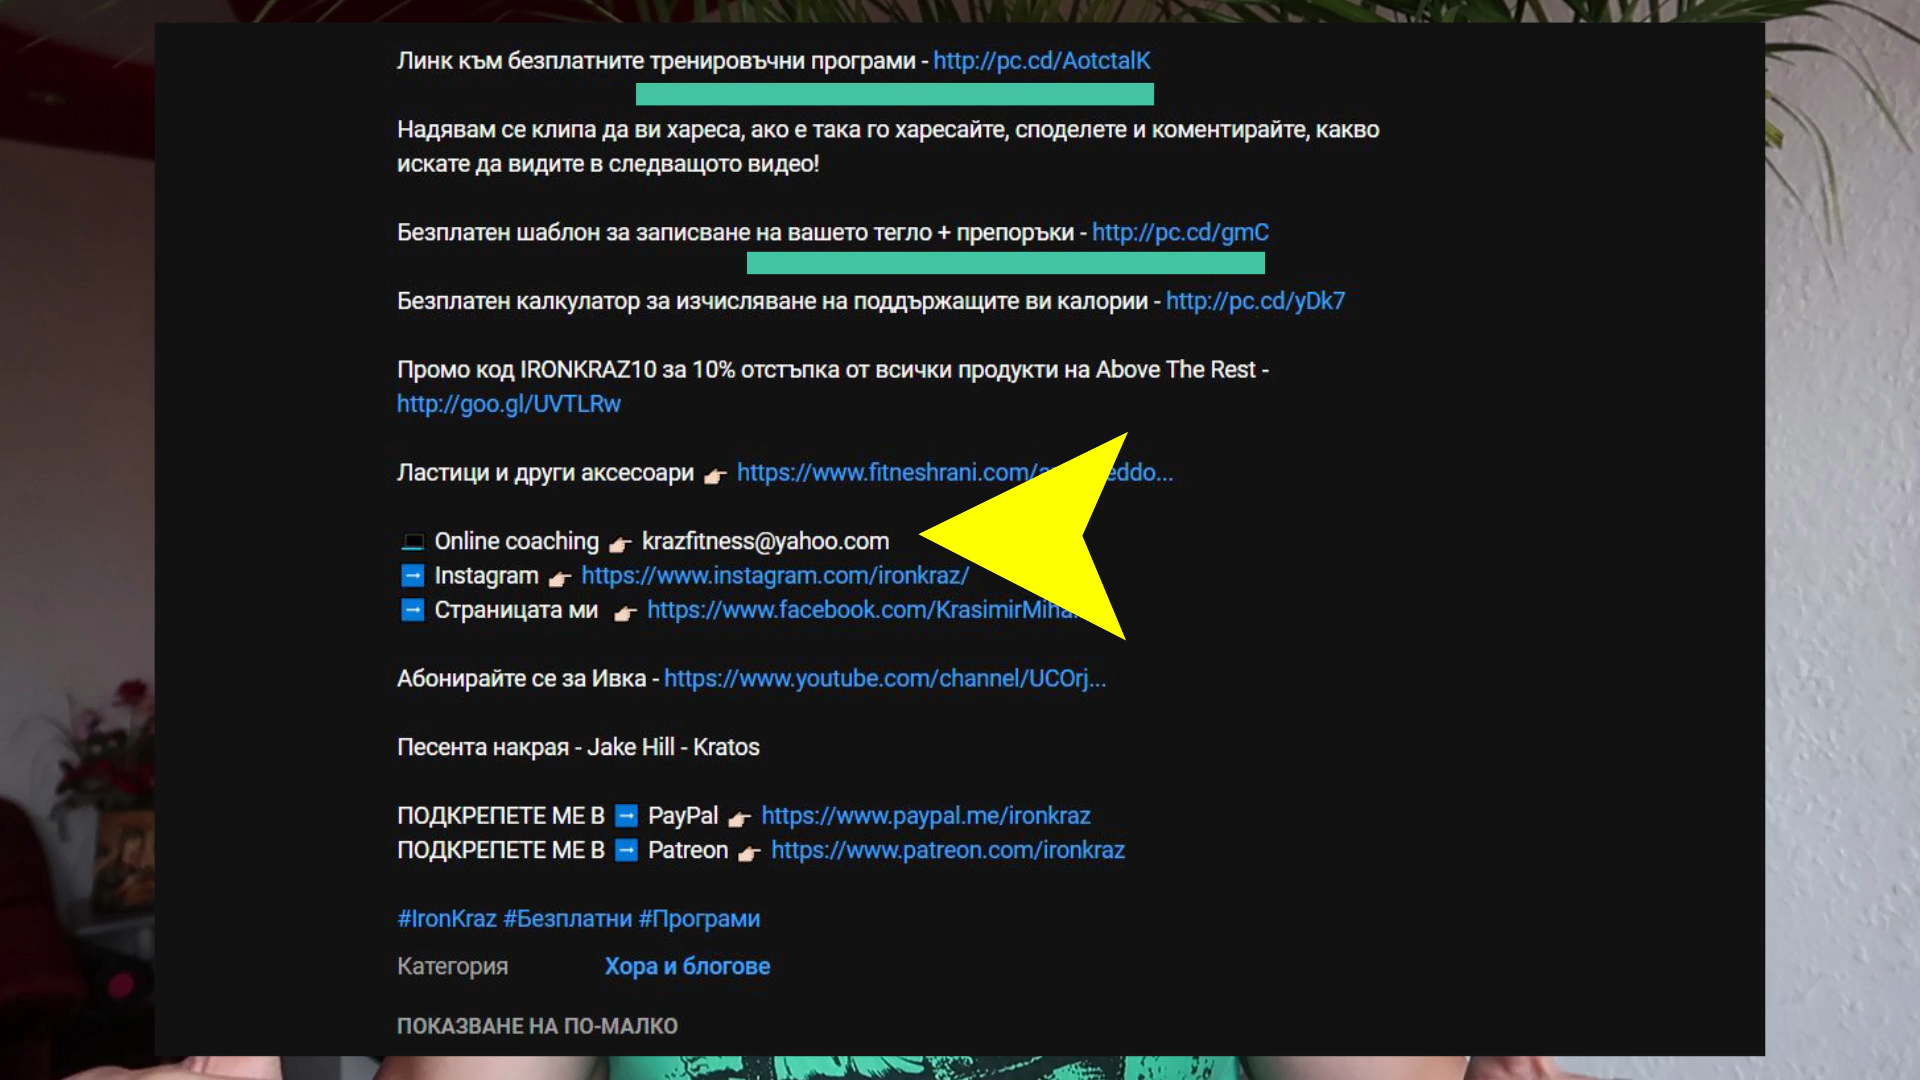 Линк към безплатните тренировъчни програми - http://pc.cd/AotctalK
Надявам се клипа да ви хареса, ако е така го харесайте, споделете и коментирайте, какво
искате да видите в следващото видео!
Безплатен шаблон за записване на вашето тегло + препоръки - http://pc.cd/gmC
Безплатен калкулатор за изчисляване на поддържащите ви калории - http://pc.cd/yDk7
Промо код IRONKRAZ10 за 10% отстъпка от всички продукти на Above The Rest -
http://goo.gl/UVTLRw
Ластици и други аксесоари 👉 https://www.fitneshrani.com/a eddo...
💻 Online coaching 👉 krazfitness@yahoo.com
➡ Instagram 👉 https://www.instagram.com/ironkraz/
➡ Страницата ми 👉 https://www.facebook.com/KrasimirMiha
Абонирайте се за Ивка - https://www.youtube.com/channel/UCOrj...
Песента накрая - Jake Hill - Kratos
ПОДКРЕПЕТЕ МЕ В ➡ PayPal 👉 https://www.paypal.me/ironkraz
ПОДКРЕПЕТЕ МЕ В ➡ Patreon 👉 https://www.patreon.com/ironkraz
#IronKraz #Безплатни #Програми
Категория Хора и блогове
ПОКАЗВАНЕ НА ПО-МАЛКО